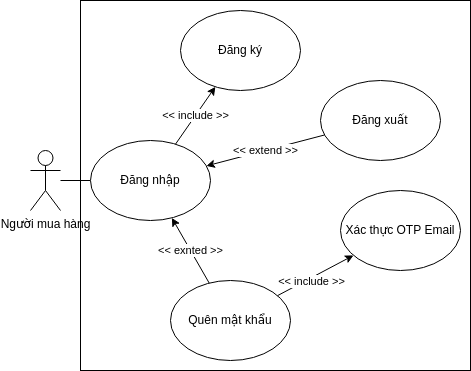 Đăng ký
<< include >>
Đăng xuất
<< extend >>
Đăng nhập
Người mua hàng
Xác thực OTP Email
<< exnted >>
<< include >>
Quên mật khẩu